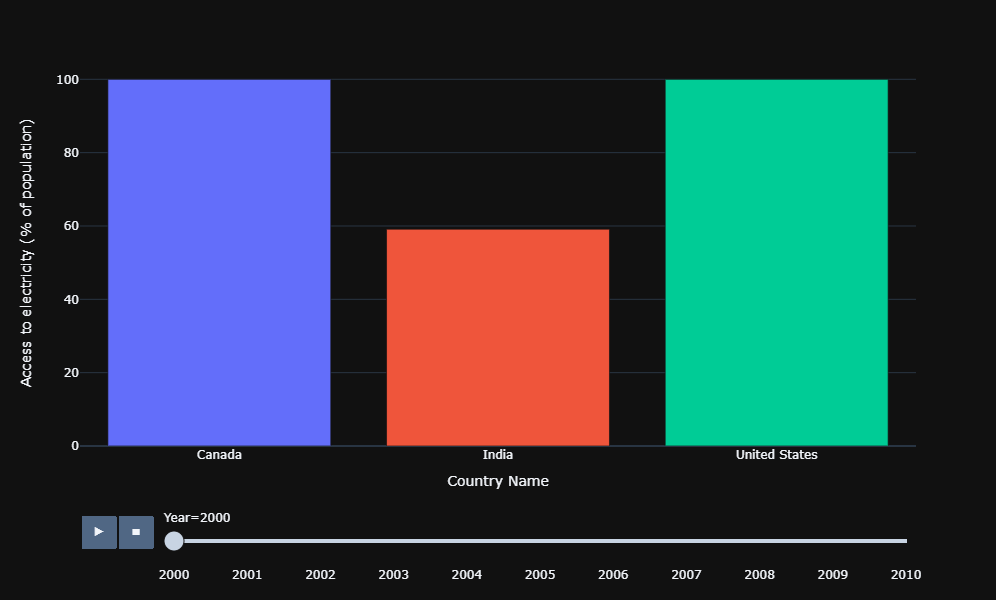 Access to electricity (% of population)
100
80
60
40
20
0
Canada India United States
Country Name
Year=2000
2000 2001 2002 2003 2004 2005 2006 2007 2008 2009 2010